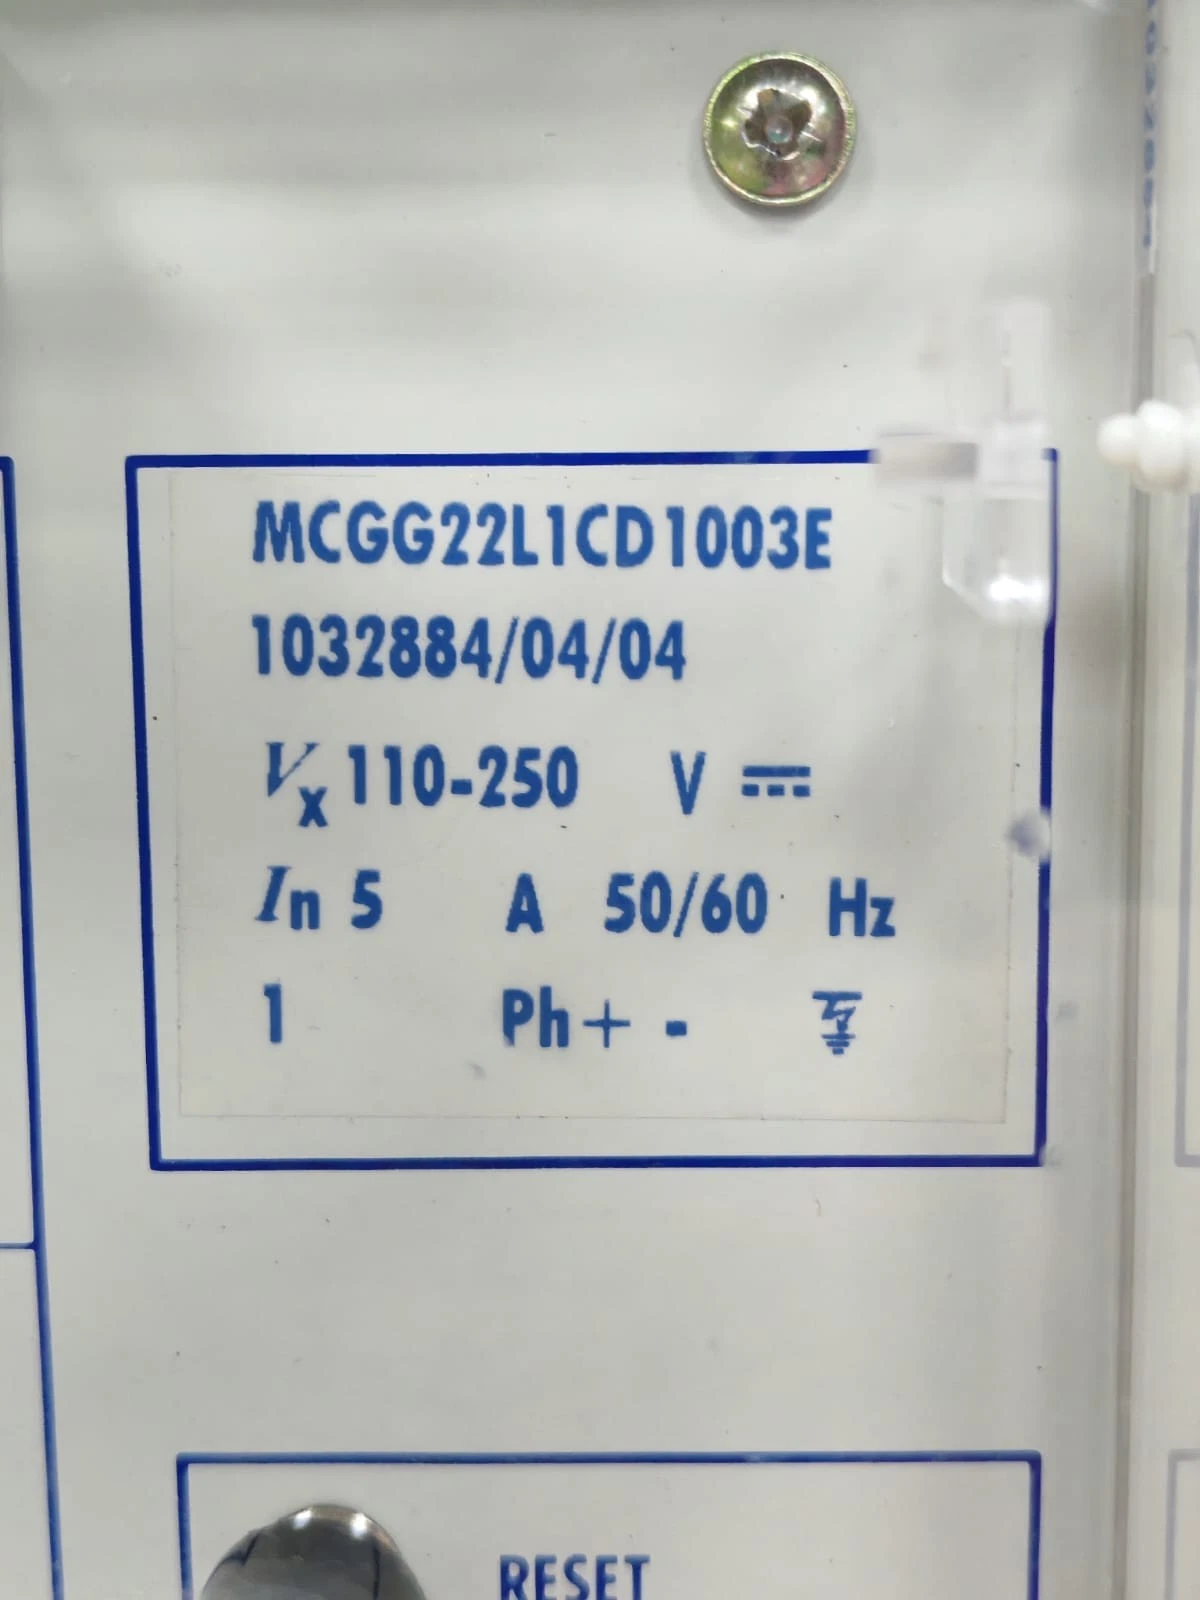 MCGG22L1CD1003E
1032884/04/04
Vx 110-250 V ⎓
In 5 A 50/60 Hz
1 Ph + - ⏚
RESET